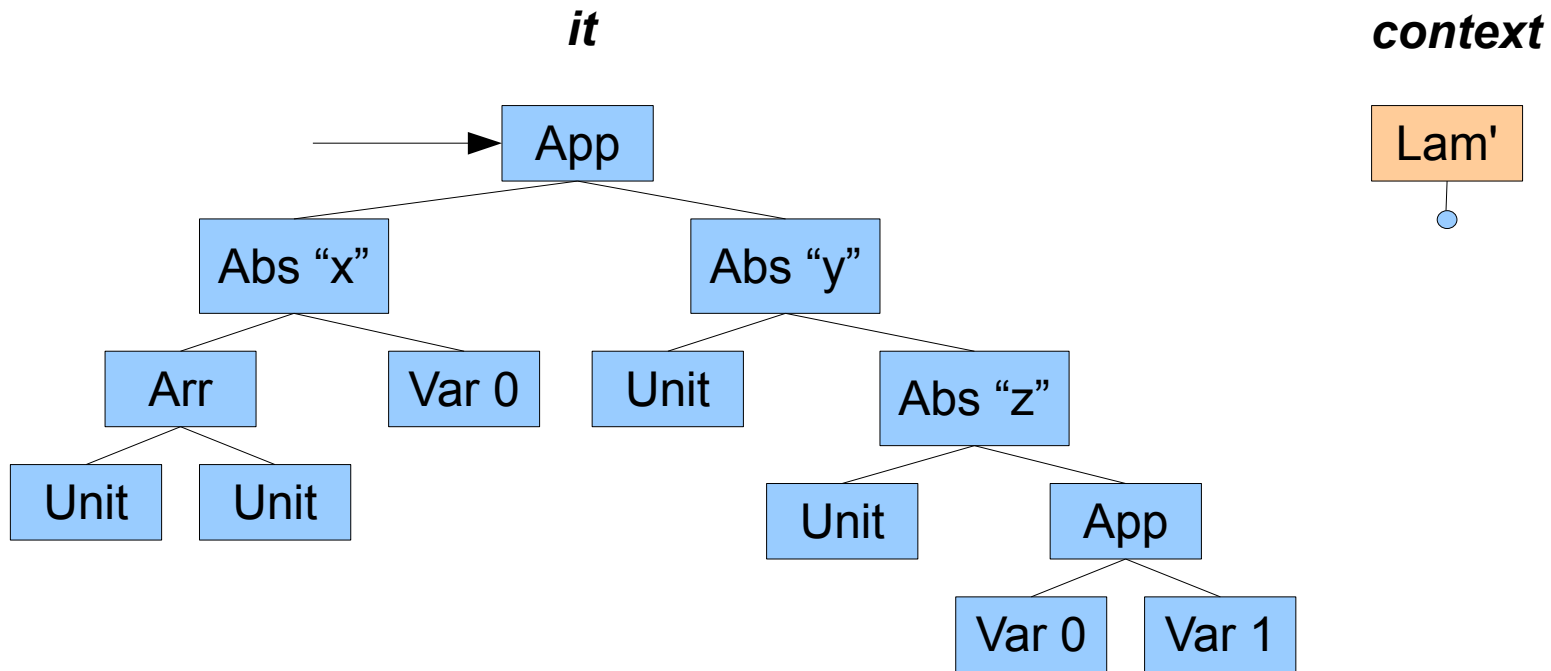 it
context
App
Lam'
Abs “x”
Abs “y”
Arr
Var 0
Unit
Abs “z”
Unit
Unit
Unit
App
Var 0
Var 1